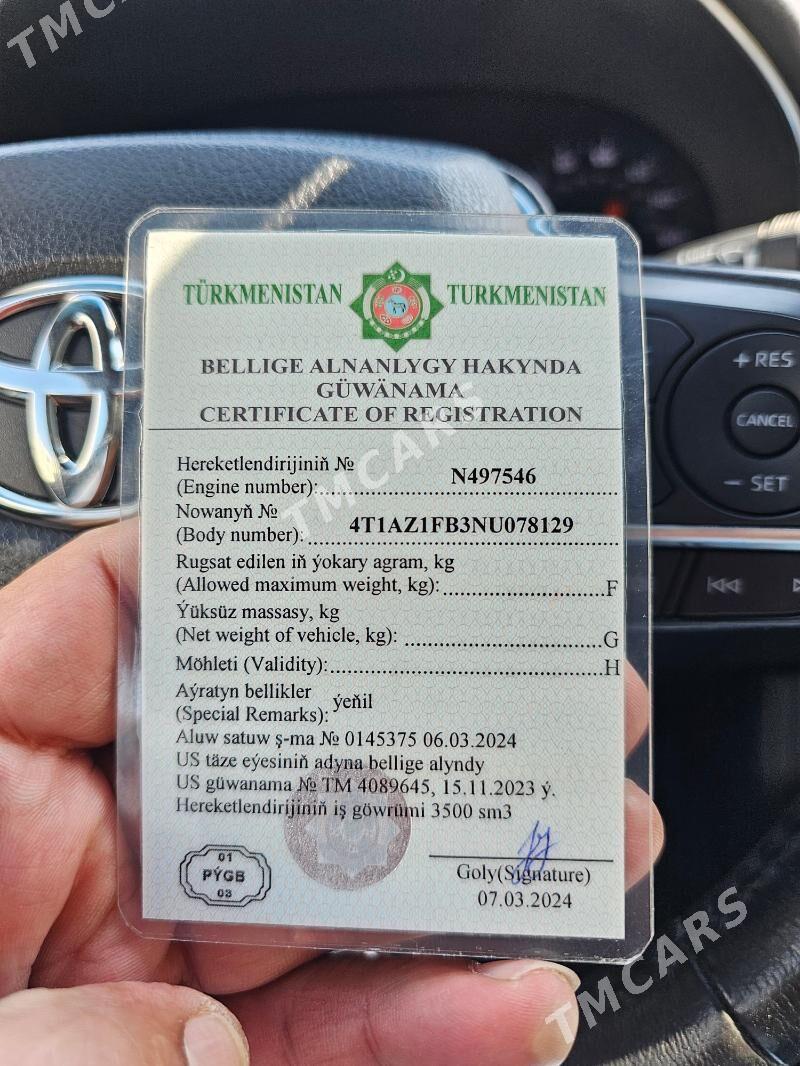 TMCARS
TÜRKMENISTAN TURKMENISTAN
BELLIGE ALNANLYGY HAKYNDA
GÜWÄNAMA
CERTIFICATE OF REGISTRATION
Hereketlendirijiniň №
(Engine number):....................N497546
Nowanyň №
(Body number): ....4T1AZ1FB3NU078129
Rugsat edilen iň ýokary agram, kg
(Allowed maximum weight, kg):............................F
Ýüksüz massasy, kg
(Net weight of vehicle, kg): ....................................G
Möhleti (Validity):................................................H
Aýratyn bellikler
(Special Remarks): ýeňil
Aluw satuw ş-ma № 0145375 06.03.2024
US täze eýesiniň adyna bellige alyndy
US güwanama № TM 4089645, 15.11.2023 ý.
Hereketlendirijiniň iş göwrümi 3500 sm3
01
PÝGB
03
Goly(Signature)
07.03.2024
+ RES
CANCEL
− SET
TMCARS
TMCARS
TMCARS